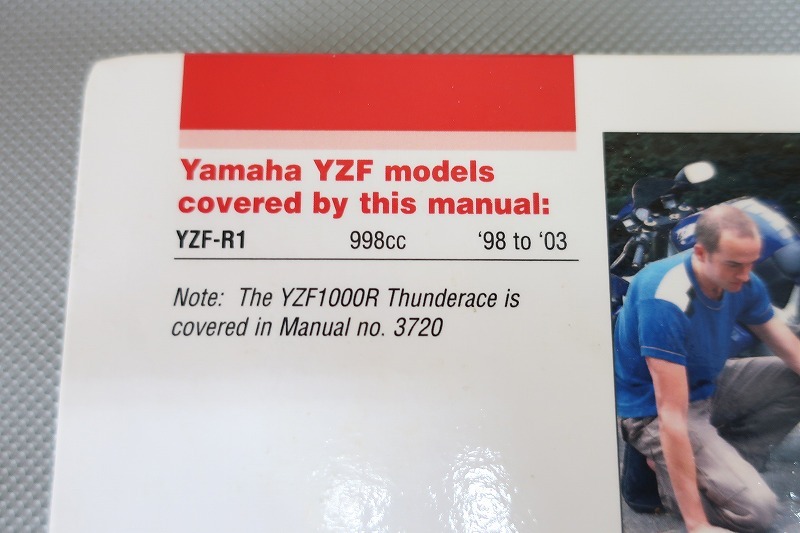 Yamaha YZF models
covered by this manual:
YZF-R1 998cc ‘98 to ‘03
Note: The YZF1000R Thunderace is
covered in Manual no. 3720